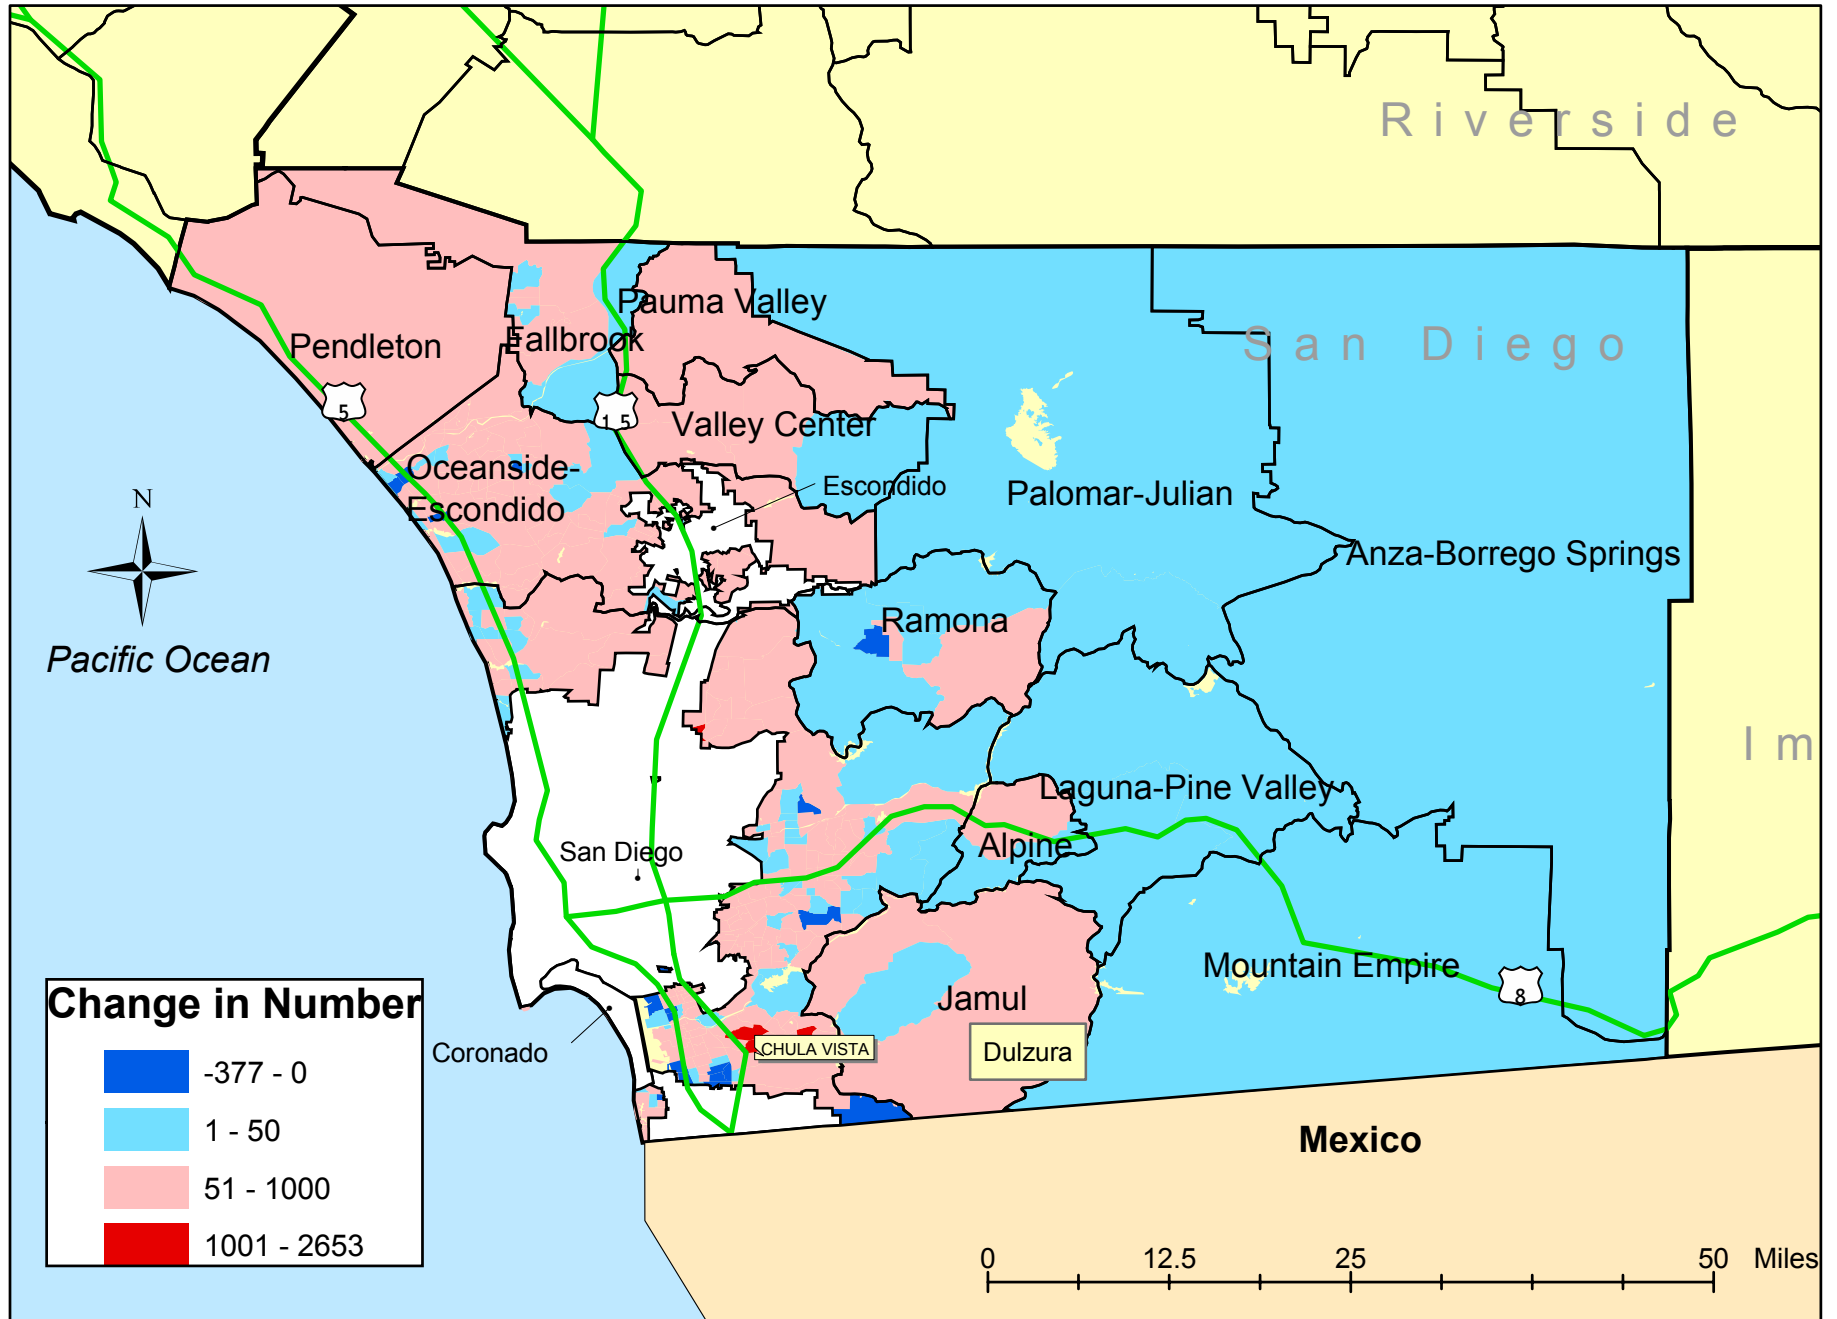 Riverside
San Diego
Pauma Valley
Fallbrook
Pendleton
5
15
Valley Center
Oceanside-
Escondido
Escondido
Palomar-Julian
Anza-Borrego Springs
N
Pacific Ocean
Ramona
Im
Laguna-Pine Valley
Alpine
San Diego
Mountain Empire
8
Jamul
Dulzura
CHULA VISTA
Coronado
Change in Number
-377 - 0
1 - 50
51 - 1000
1001 - 2653
Mexico
0 12.5 25 50 Miles